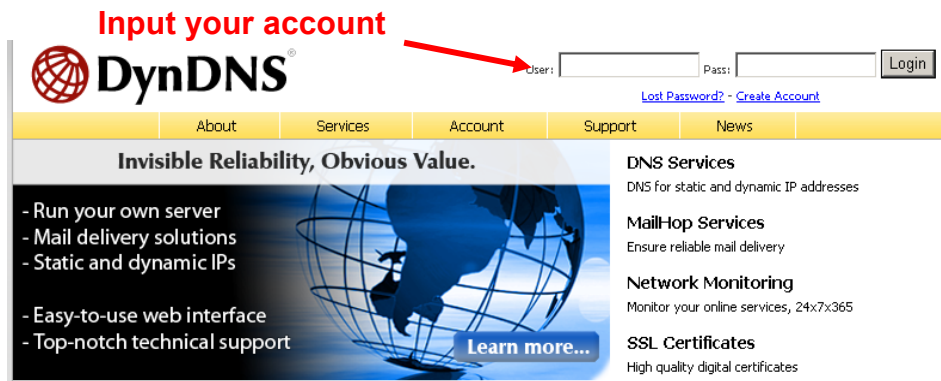 Input your account
DynDNS®
User: Pass: Login
Lost Password? - Create Account
About Services Account Support News
Invisible Reliability, Obvious Value.
- Run your own server
- Mail delivery solutions
- Static and dynamic IPs
- Easy-to-use web interface
- Top-notch technical support
Learn more...
DNS Services
DNS for static and dynamic IP addresses
MailHop Services
Ensure reliable mail delivery
Network Monitoring
Monitor your online services, 24x7x365
SSL Certificates
High quality digital certificates